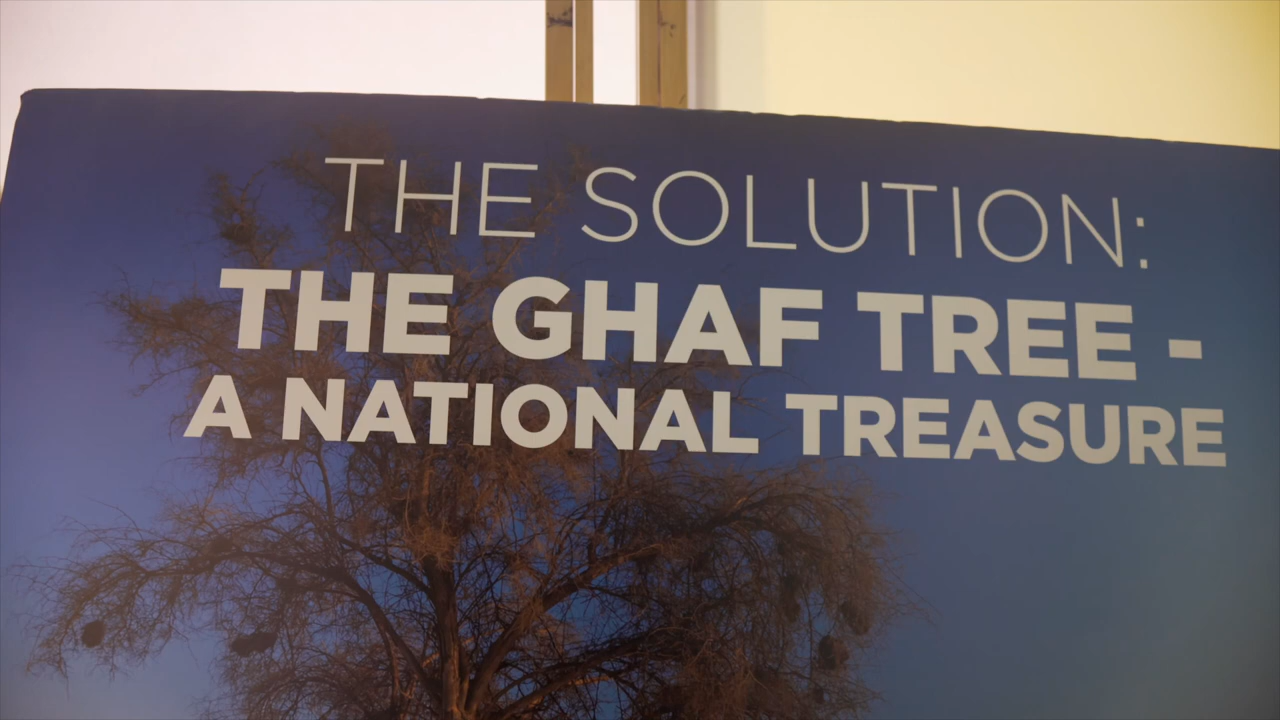 THE SOLUTION:
THE GHAF TREE -
A NATIONAL TREASURE